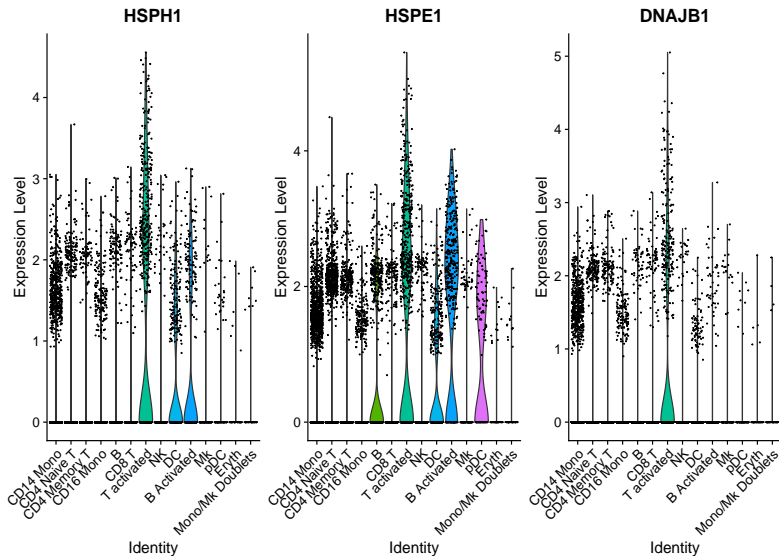 HSPH1
Expression Level
4
3
2
1
0
CD14 Mono
CD4 Naive T
CD4 Memory T
CD16 Mono
B
CD8 T
T activated
NK
DC
B Activated
Mk
pDC
Eryth
Mono/Mk Doublets
Identity
HSPE1
Expression Level
4
2
0
CD14 Mono
CD4 Naive T
CD4 Memory T
CD16 Mono
B
CD8 T
T activated
NK
DC
B Activated
Mk
pDC
Eryth
Mono/Mk Doublets
Identity
DNAJB1
Expression Level
5
4
3
2
1
0
CD14 Mono
CD4 Naive T
CD4 Memory T
CD16 Mono
B
CD8 T
T activated
NK
DC
B Activated
Mk
pDC
Eryth
Mono/Mk Doublets
Identity